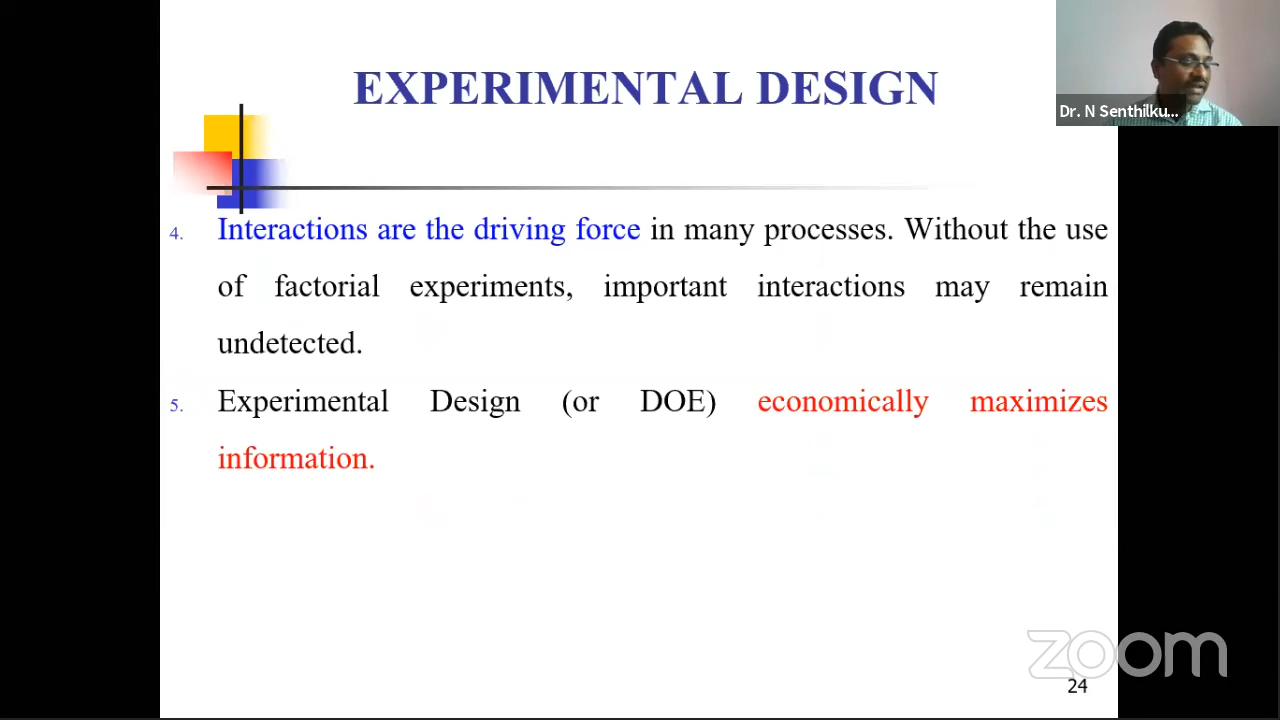 EXPERIMENTAL DESIGN
Dr. N Senthilku...
4. Interactions are the driving force in many processes. Without the use
of factorial experiments, important interactions may remain
undetected.
5. Experimental Design (or DOE) economically maximizes
information.
zoom
24